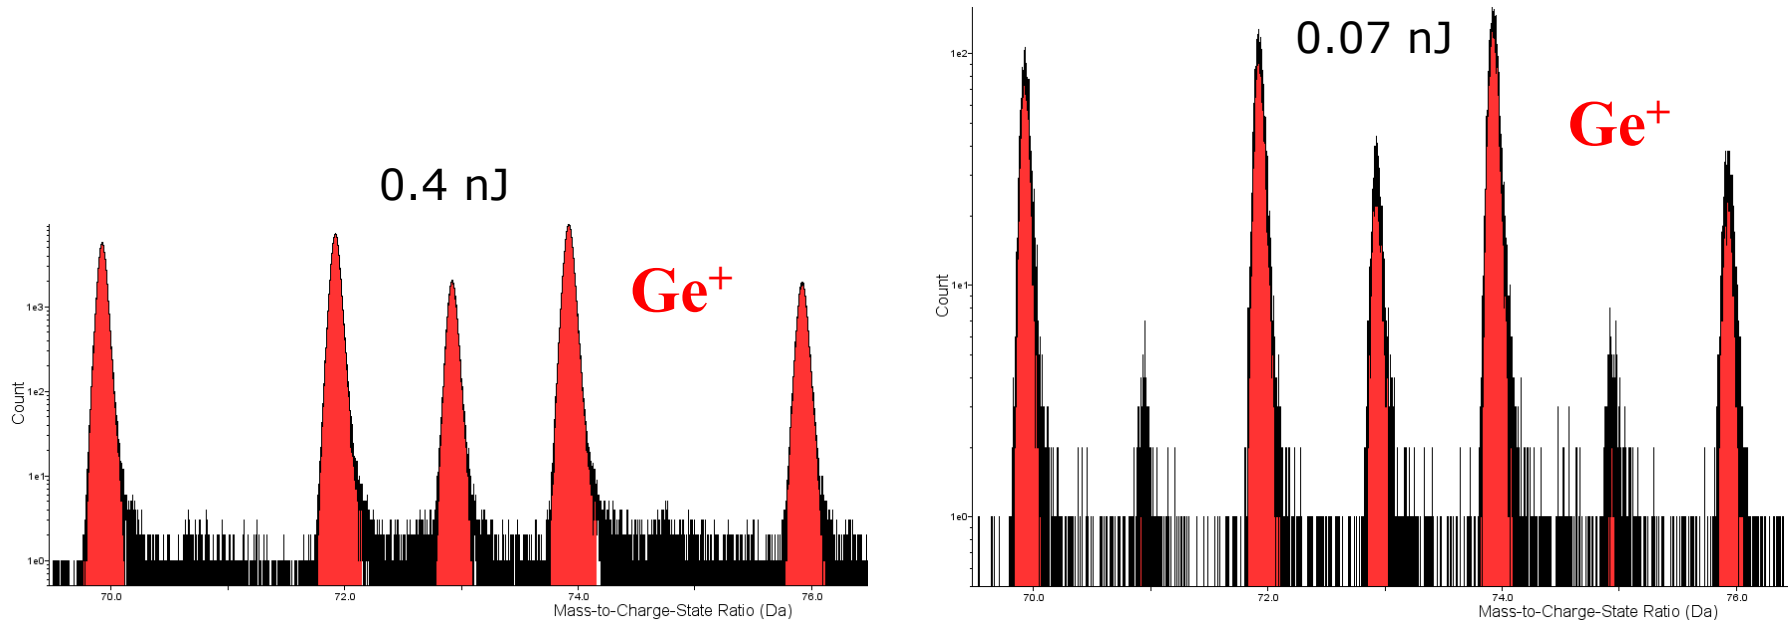 0.4 nJ
Ge+
1e3
1e2
1e1
1e0
Count
70.0
72.0
74.0
76.0
Mass-to-Charge-State Ratio (Da)
0.07 nJ
Ge+
1e2
1e1
1e0
Count
70.0
72.0
74.0
76.0
Mass-to-Charge-State Ratio (Da)